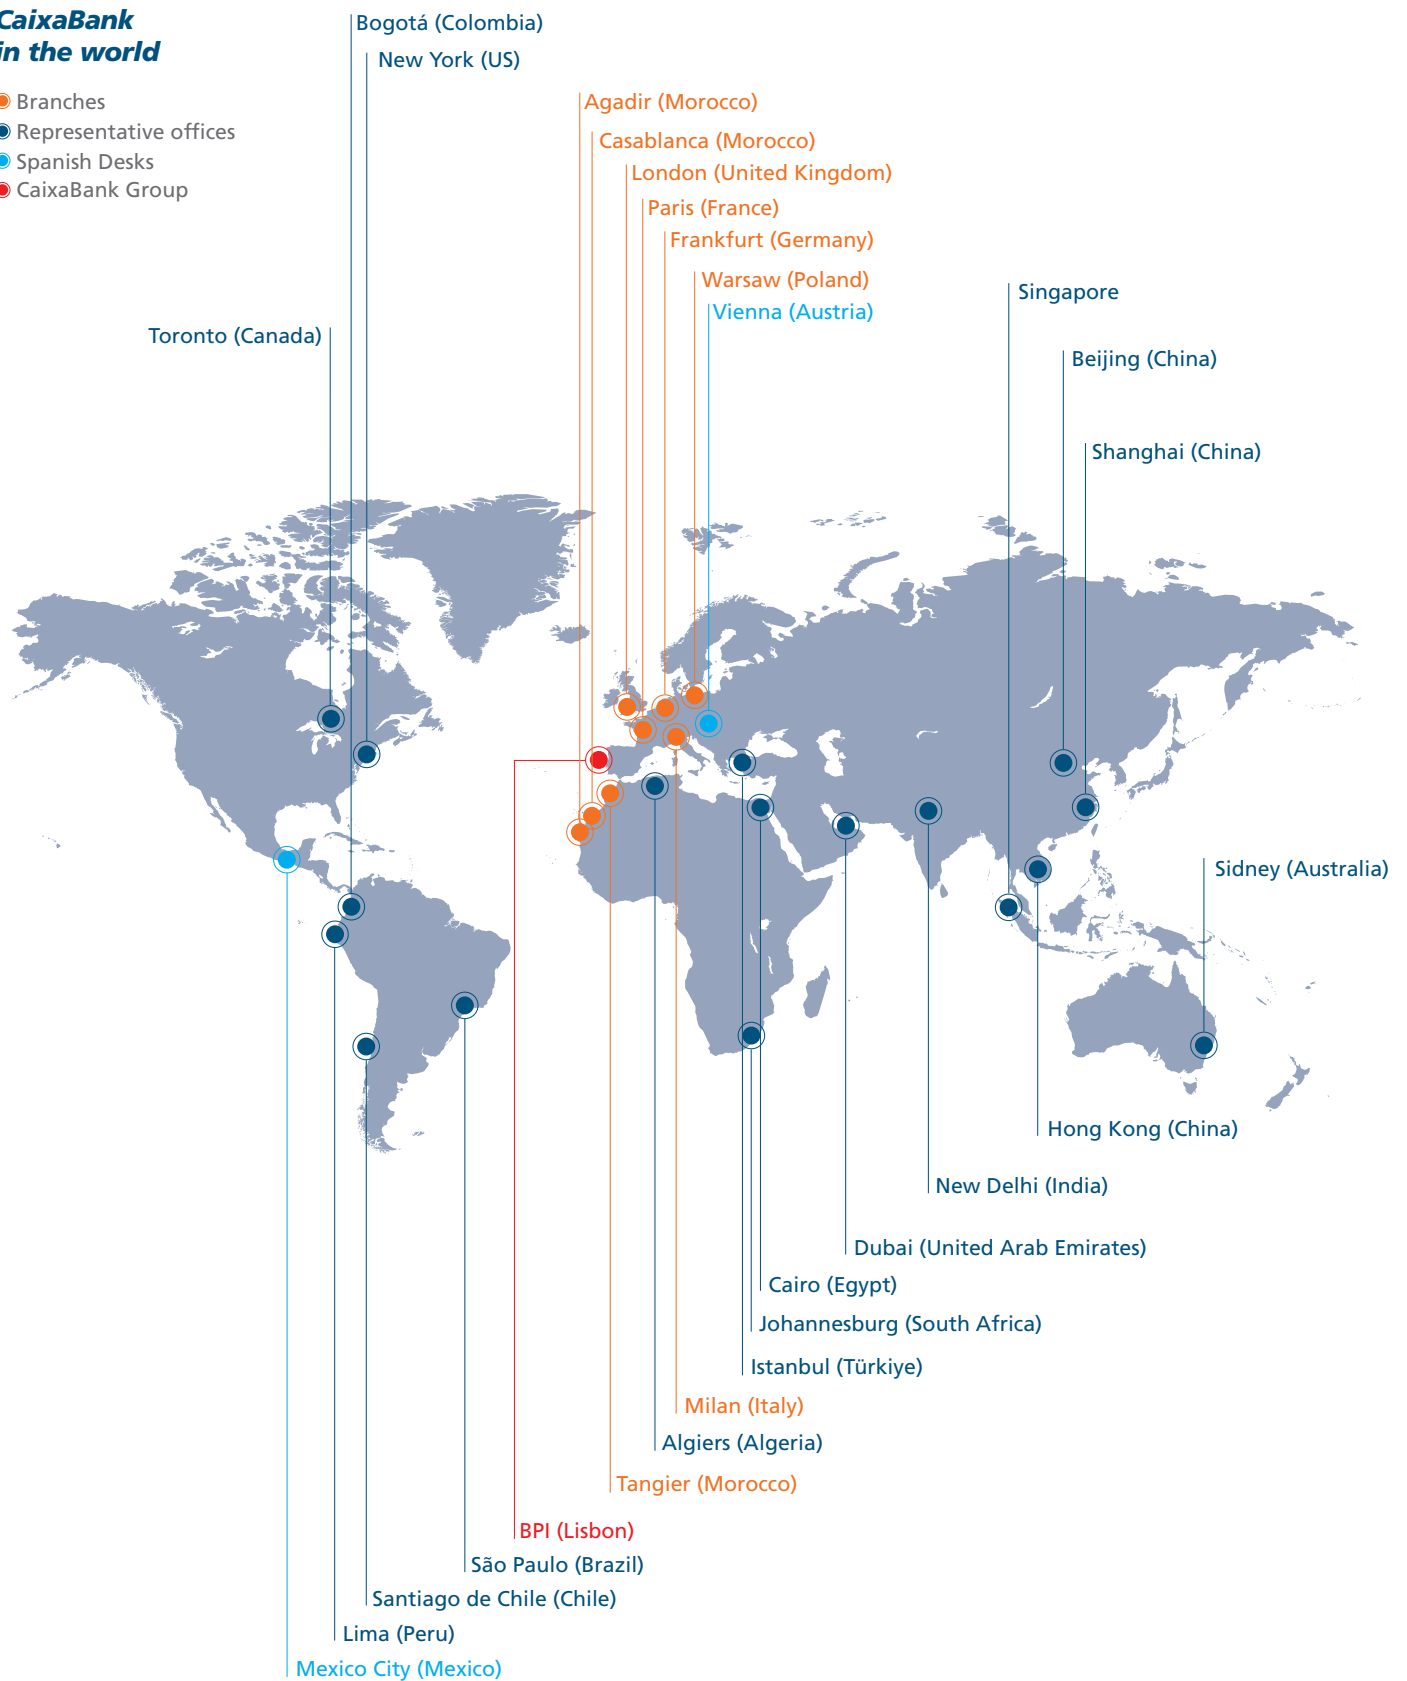 CaixaBank
in the world
Branches
Representative offices
Spanish Desks
CaixaBank Group
Bogotá (Colombia)
New York (US)
Agadir (Morocco)
Casablanca (Morocco)
London (United Kingdom)
Paris (France)
Frankfurt (Germany)
Warsaw (Poland)
Vienna (Austria)
Singapore
Toronto (Canada)
Beijing (China)
Shanghai (China)
Sidney (Australia)
Hong Kong (China)
New Delhi (India)
Dubai (United Arab Emirates)
Cairo (Egypt)
Johannesburg (South Africa)
Istanbul (Türkiye)
Milan (Italy)
Algiers (Algeria)
Tangier (Morocco)
BPI (Lisbon)
São Paulo (Brazil)
Santiago de Chile (Chile)
Lima (Peru)
Mexico City (Mexico)